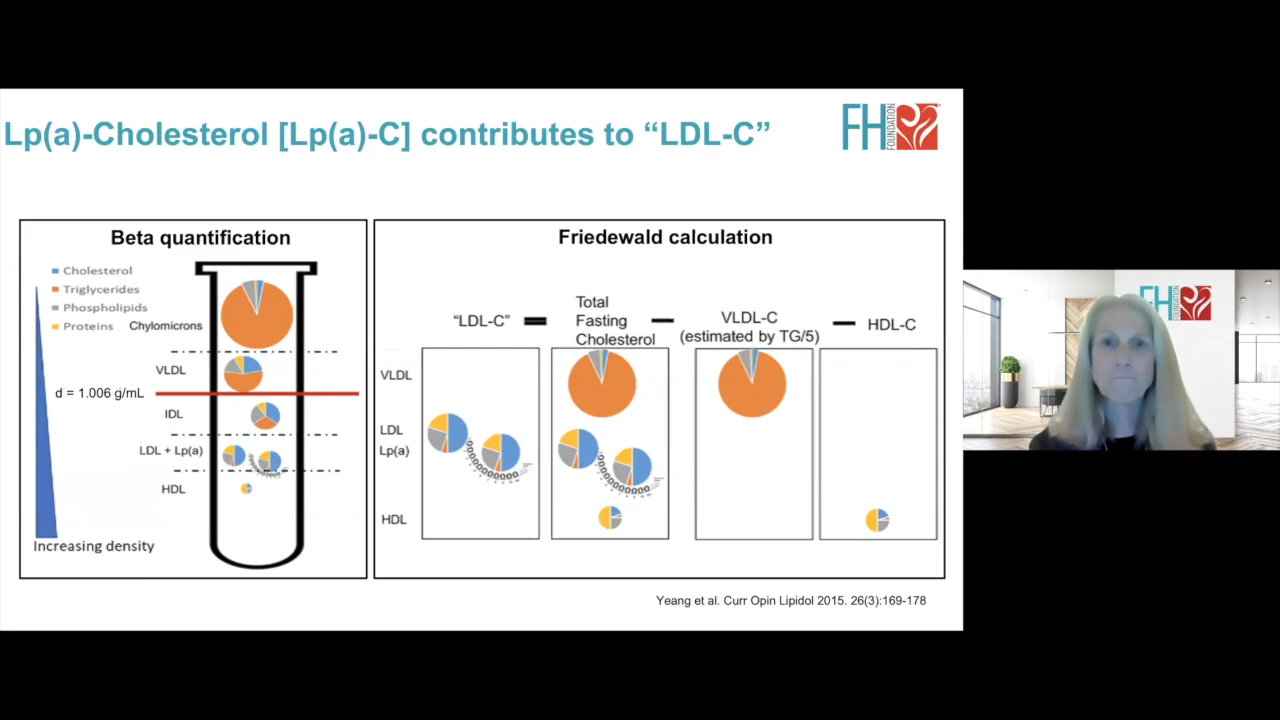 Lp(a)-Cholesterol [Lp(a)-C] contributes to “LDL-C”
FH
FOUNDATION
Beta quantification
Cholesterol
Triglycerides
Phospholipids
Proteins
Chylomicrons
VLDL
d = 1.006 g/mL
IDL
LDL + Lp(a)
HDL
Increasing density
Friedewald calculation
“LDL-C”
Total
Fasting
Cholesterol
VLDL-C
(estimated by TG/5)
HDL-C
VLDL
LDL
Lp(a)
HDL
Yeang et al. Curr Opin Lipidol 2015. 26(3):169-178
FH
FOUNDATION